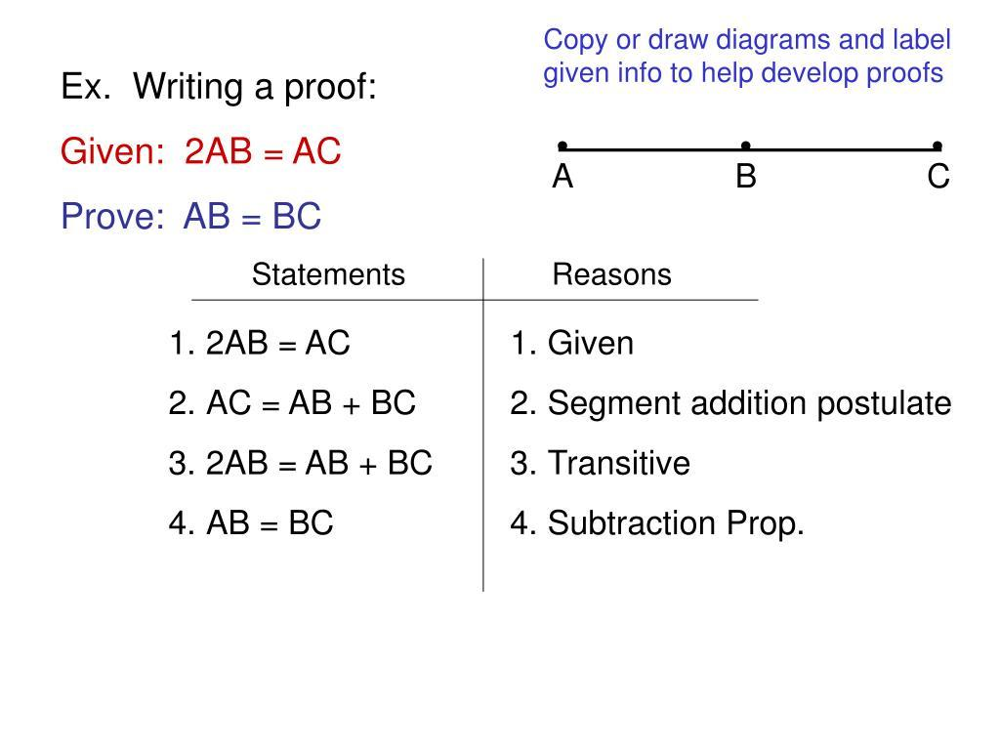 Copy or draw diagrams and label
given info to help develop proofs
Ex. Writing a proof:
Given: 2AB = AC
Prove: AB = BC
A B C
Statements Reasons
1. 2AB = AC 1. Given
2. AC = AB + BC 2. Segment addition postulate
3. 2AB = AB + BC 3. Transitive
4. AB = BC 4. Subtraction Prop.